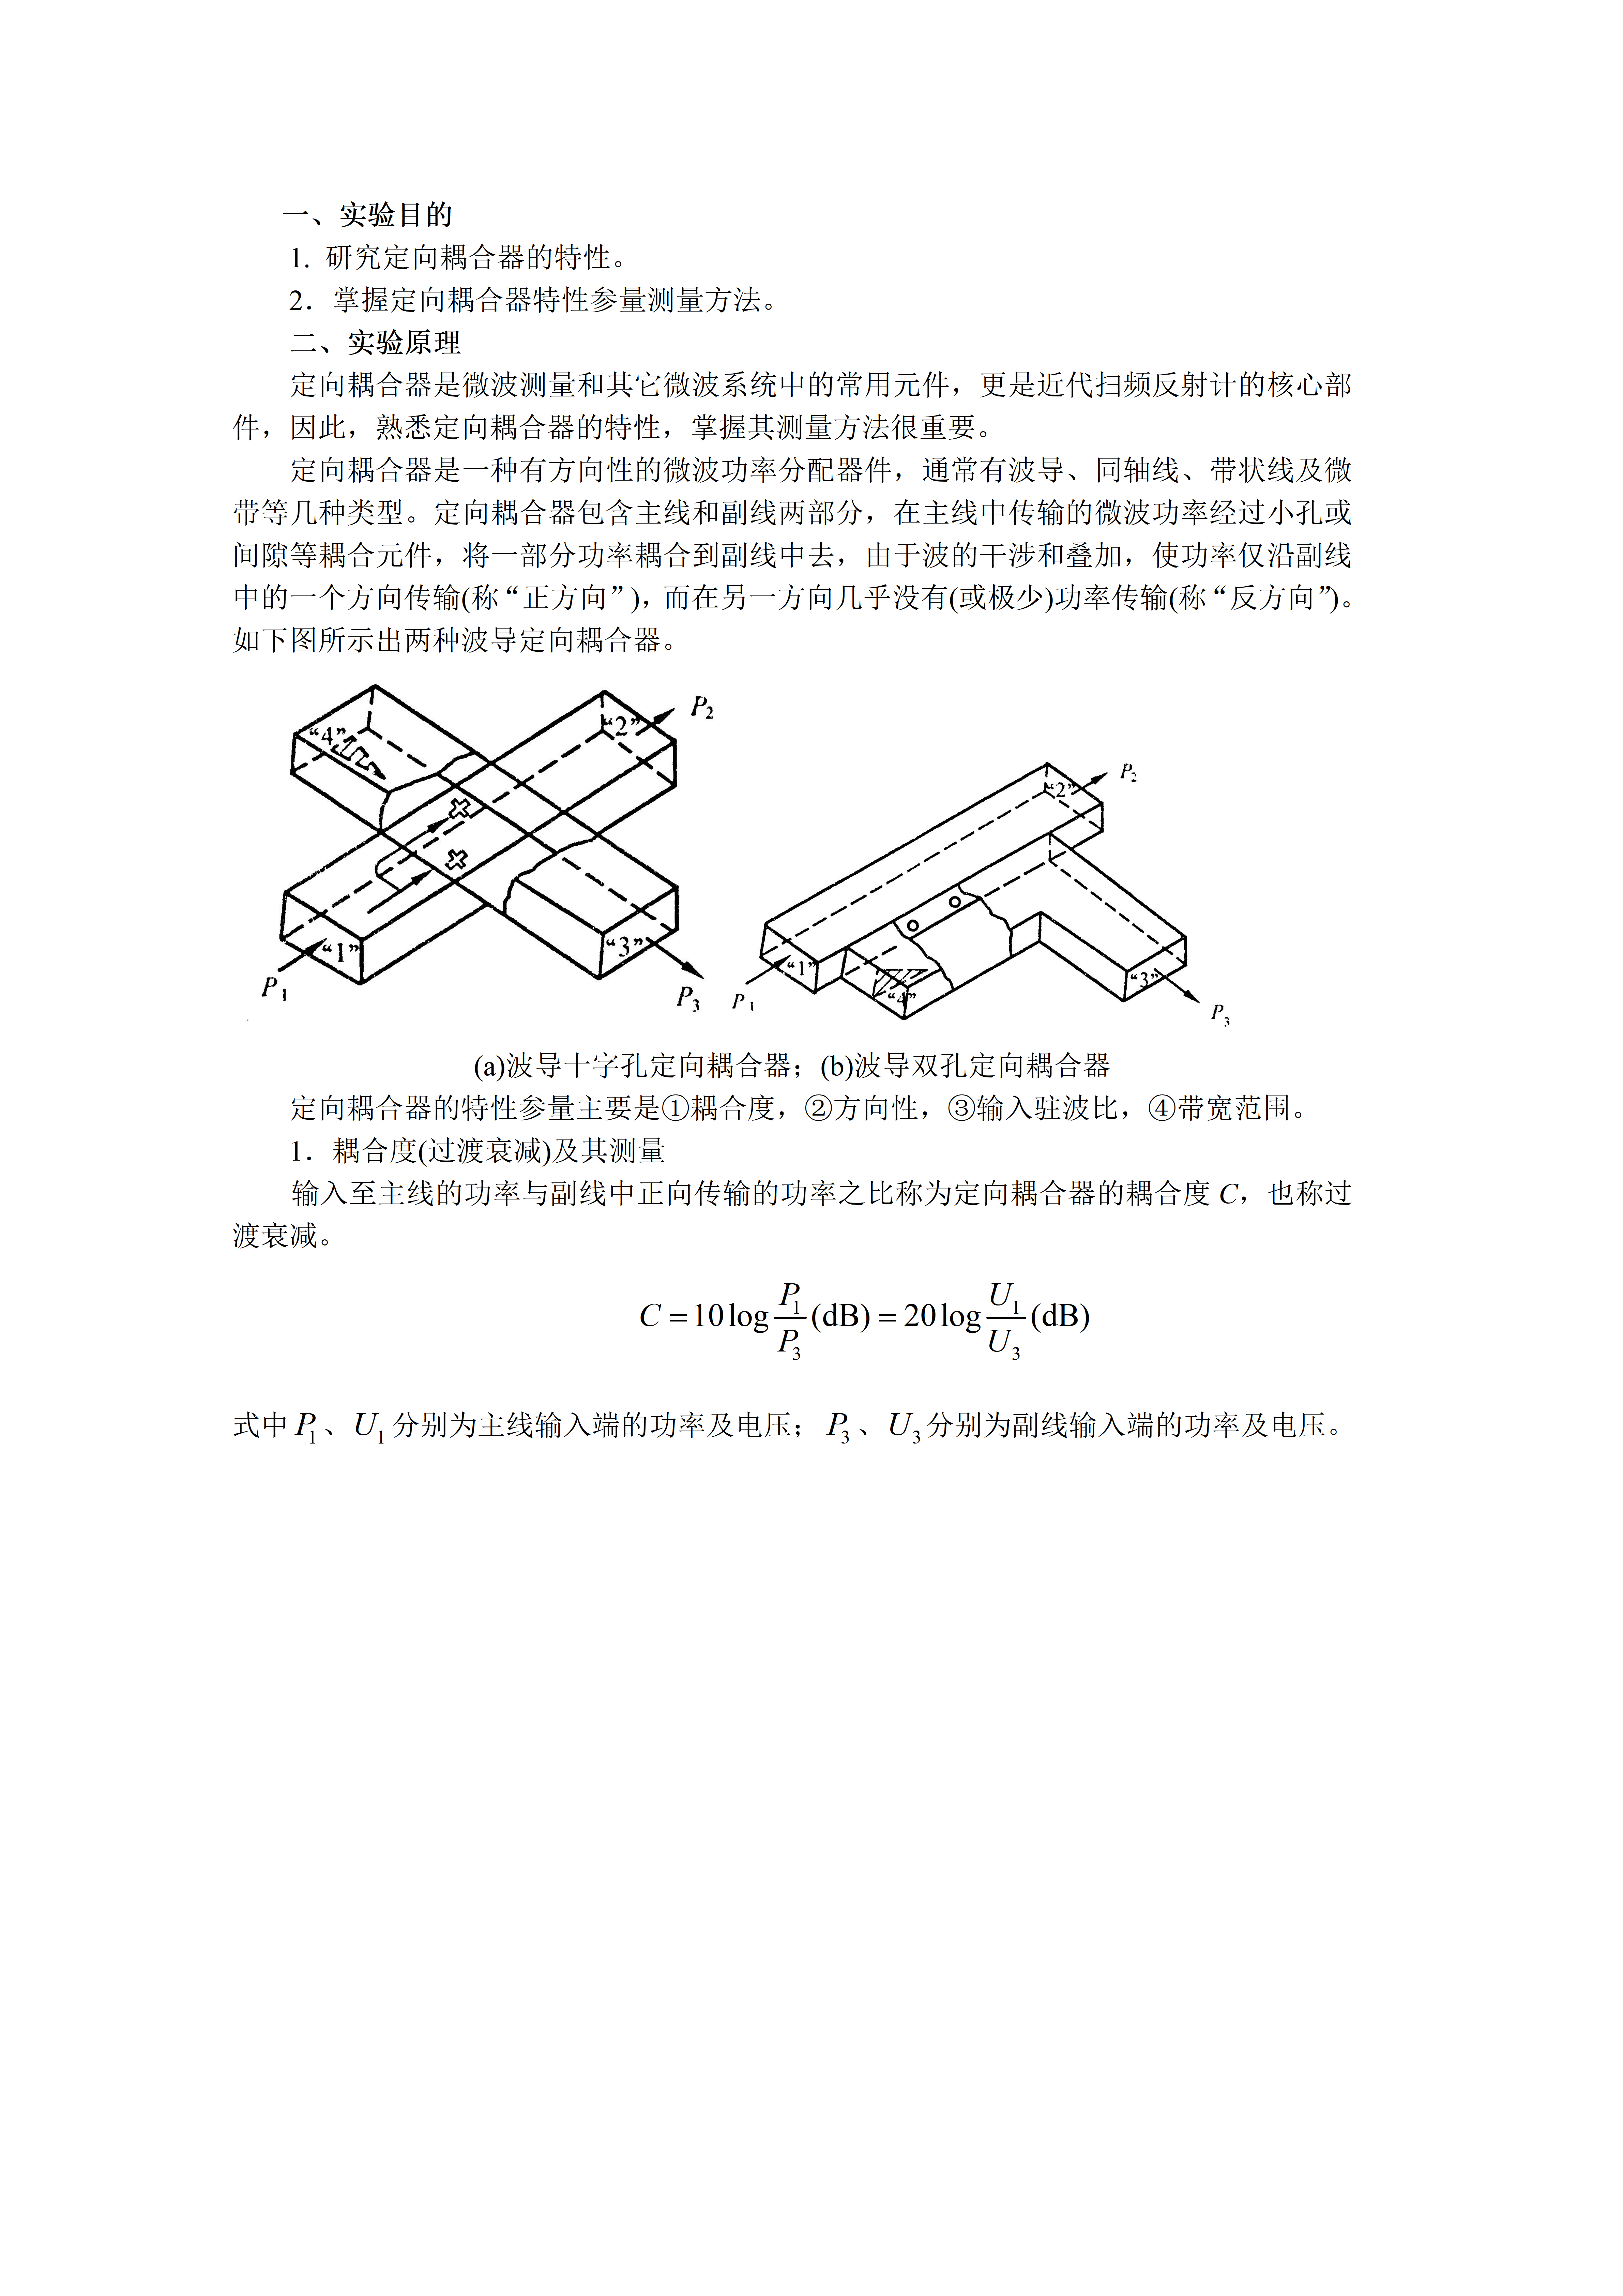 一、实验目的
1. 研究定向耦合器的特性。
2．掌握定向耦合器特性参量测量方法。
二、实验原理
定向耦合器是微波测量和其它微波系统中的常用元件，更是近代扫频反射计的核心部
件，因此，熟悉定向耦合器的特性，掌握其测量方法很重要。
定向耦合器是一种有方向性的微波功率分配器件，通常有波导、同轴线、带状线及微
带等几种类型。定向耦合器包含主线和副线两部分，在主线中传输的微波功率经过小孔或
间隙等耦合元件，将一部分功率耦合到副线中去，由于波的干涉和叠加，使功率仅沿副线
中的一个方向传输(称“正方向”)，而在另一方向几乎没有(或极少)功率传输(称“反方向”)。
如下图所示出两种波导定向耦合器。
“4” “2” P2
“1” “3”
P1 P3
“2” P2
“1” “4” “3”
P1 P3
(a)波导十字孔定向耦合器；(b)波导双孔定向耦合器
定向耦合器的特性参量主要是①耦合度，②方向性，③输入驻波比，④带宽范围。
1．耦合度(过渡衰减)及其测量
输入至主线的功率与副线中正向传输的功率之比称为定向耦合器的耦合度 C，也称过
渡衰减。
C = 10 log P1/P3 (dB) = 20 log U1/U3 (dB)
式中 P1、U1 分别为主线输入端的功率及电压；P3、U3 分别为副线输入端的功率及电压。